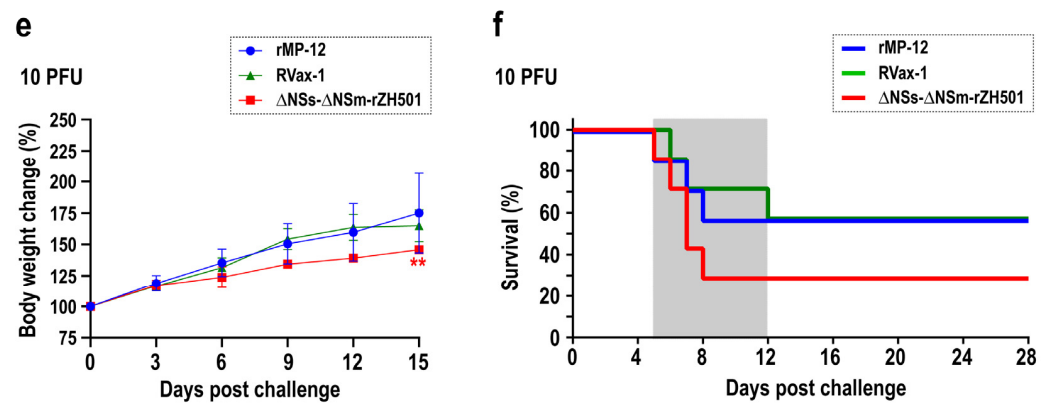 e
rMP-12
RVax-1
ΔNSs-ΔNSm-rZH501
10 PFU
250
225
200
175
150
125
100
75
Body weight change (%)
**
0 3 6 9 12 15
Days post challenge
f
rMP-12
RVax-1
ΔNSs-ΔNSm-rZH501
10 PFU
100
80
60
40
20
0
Survival (%)
0 4 8 12 16 20 24 28
Days post challenge